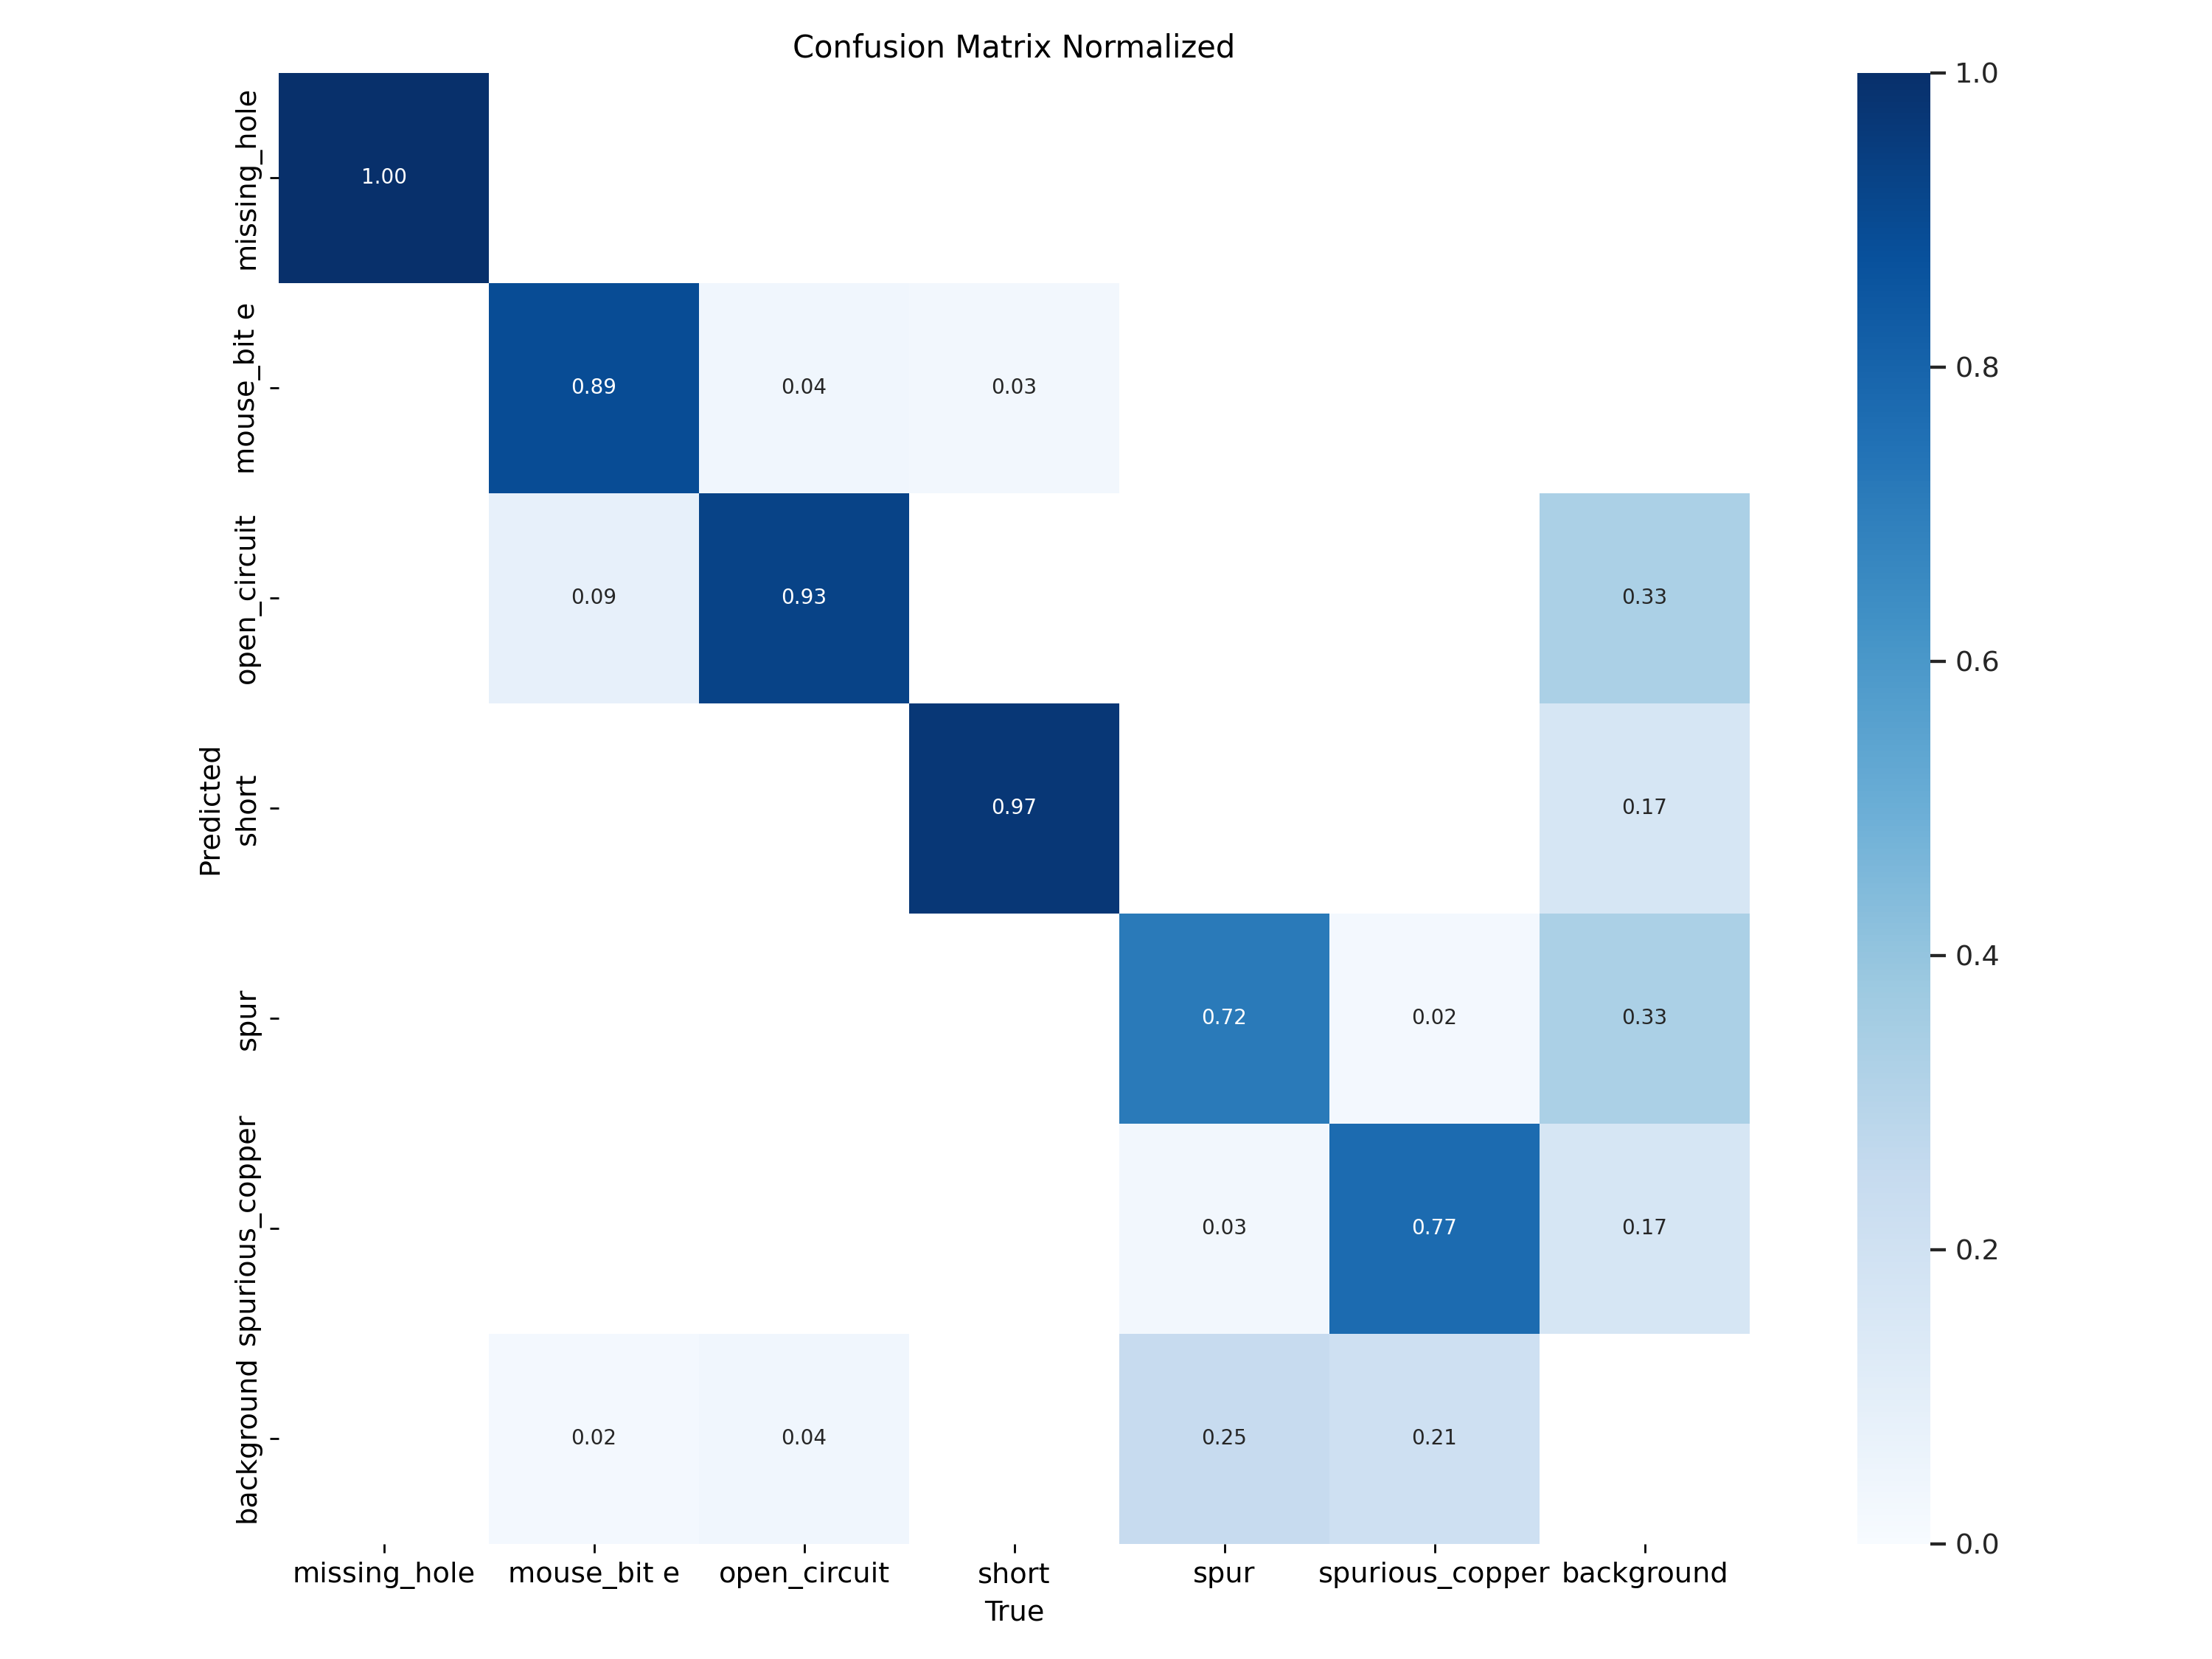 Confusion Matrix Normalized
Predicted
missing_hole
1.00
mouse_bit e
0.89 0.04 0.03
open_circuit
0.09 0.93 0.33
short
0.97 0.17
spur
0.72 0.02 0.33
spurious_copper
0.03 0.77 0.17
background
0.02 0.04 0.25 0.21
missing_hole mouse_bit e open_circuit short spur spurious_copper background
True
1.0
0.8
0.6
0.4
0.2
0.0